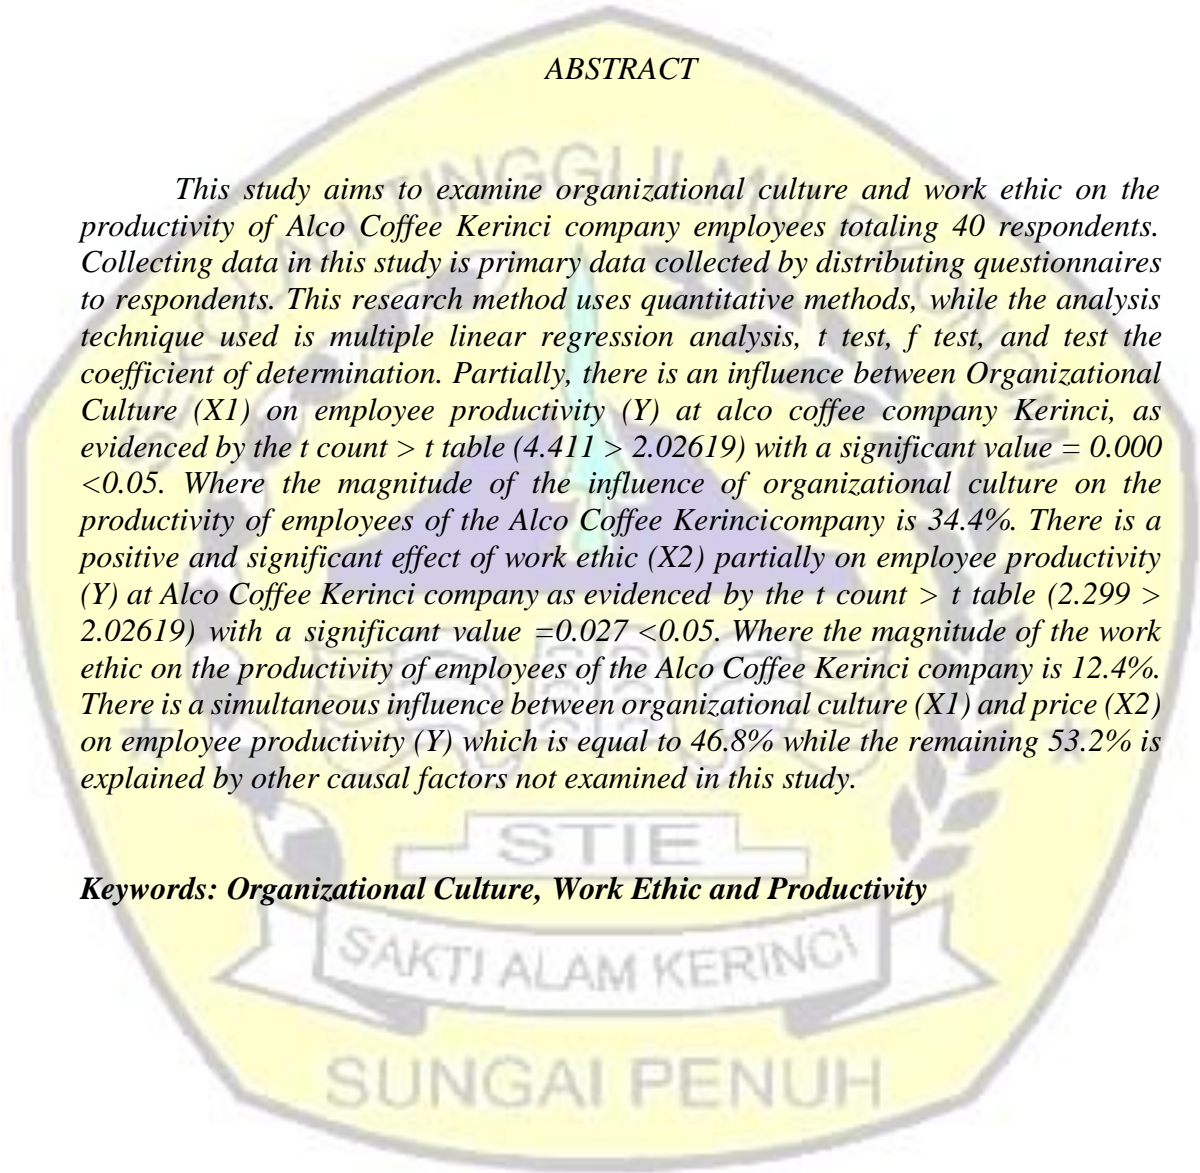 ABSTRACT
This study aims to examine organizational culture and work ethic on the
productivity of Alco Coffee Kerinci company employees totaling 40 respondents.
Collecting data in this study is primary data collected by distributing questionnaires
to respondents. This research method uses quantitative methods, while the analysis
technique used is multiple linear regression analysis, t test, f test, and test the
coefficient of determination. Partially, there is an influence between Organizational
Culture (X1) on employee productivity (Y) at alco coffee company Kerinci, as
evidenced by the t count > t table (4.411 > 2.02619) with a significant value = 0.000
<0.05. Where the magnitude of the influence of organizational culture on the
productivity of employees of the Alco Coffee Kerincicompany is 34.4%. There is a
positive and significant effect of work ethic (X2) partially on employee productivity
(Y) at Alco Coffee Kerinci company as evidenced by the t count > t table (2.299 >
2.02619) with a significant value =0.027 <0.05. Where the magnitude of the work
ethic on the productivity of employees of the Alco Coffee Kerinci company is 12.4%.
There is a simultaneous influence between organizational culture (X1) and price (X2)
on employee productivity (Y) which is equal to 46.8% while the remaining 53.2% is
explained by other causal factors not examined in this study.
STIE
Keywords: Organizational Culture, Work Ethic and Productivity
SAKTI ALAM KERINCI
SUNGAI PENUH